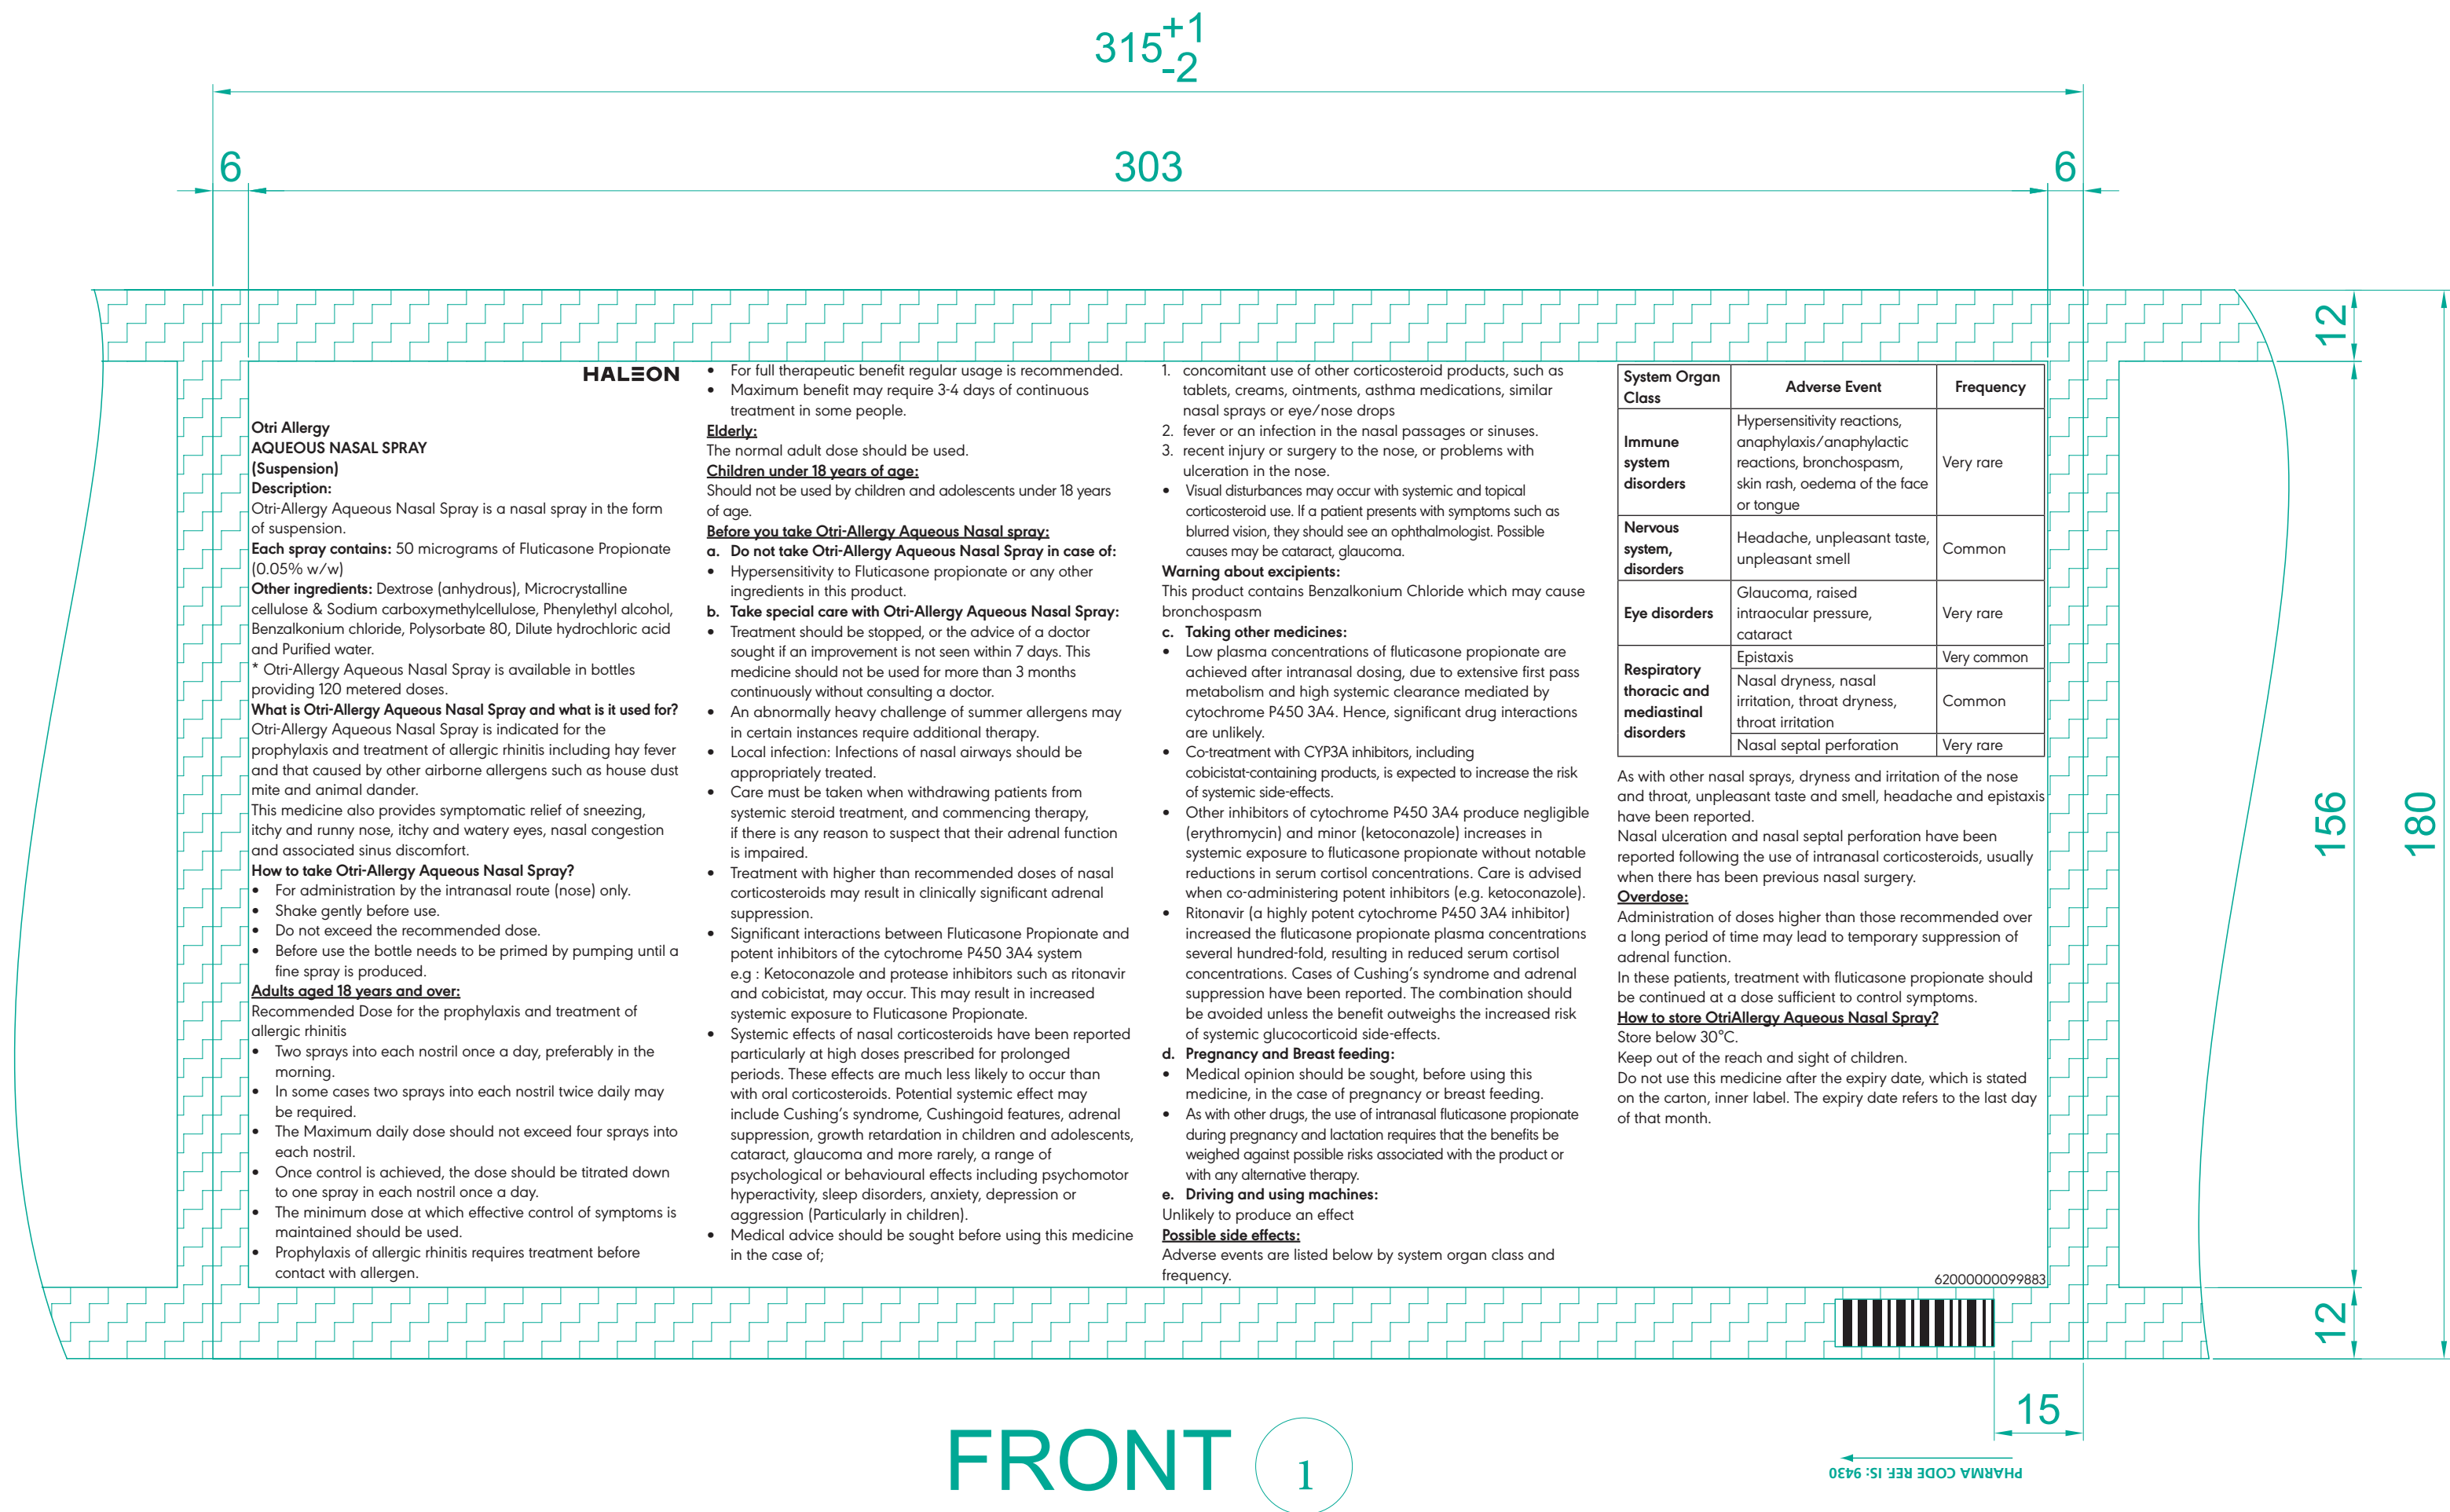 315 +1 -2
6
303
6
HALEON
Otri Allergy
AQUEOUS NASAL SPRAY
(Suspension)
Description:
Otri-Allergy Aqueous Nasal Spray is a nasal spray in the form
of suspension.
Each spray contains: 50 micrograms of Fluticasone Propionate
(0.05% w/w)
Other ingredients: Dextrose (anhydrous), Microcrystalline
cellulose & Sodium carboxymethylcellulose, Phenylethyl alcohol,
Benzalkonium chloride, Polysorbate 80, Dilute hydrochloric acid
and Purified water.
* Otri-Allergy Aqueous Nasal Spray is available in bottles
providing 120 metered doses.
What is Otri-Allergy Aqueous Nasal Spray and what is it used for?
Otri-Allergy Aqueous Nasal Spray is indicated for the
prophylaxis and treatment of allergic rhinitis including hay fever
and that caused by other airborne allergens such as house dust
mite and animal dander.
This medicine also provides symptomatic relief of sneezing,
itchy and runny nose, itchy and watery eyes, nasal congestion
and associated sinus discomfort.
How to take Otri-Allergy Aqueous Nasal Spray?
• For administration by the intranasal route (nose) only.
• Shake gently before use.
• Do not exceed the recommended dose.
• Before use the bottle needs to be primed by pumping until a
fine spray is produced.
Adults aged 18 years and over:
Recommended Dose for the prophylaxis and treatment of
allergic rhinitis
• Two sprays into each nostril once a day, preferably in the
morning.
• In some cases two sprays into each nostril twice daily may
be required.
• The Maximum daily dose should not exceed four sprays into
each nostril.
• Once control is achieved, the dose should be titrated down
to one spray in each nostril once a day.
• The minimum dose at which effective control of symptoms is
maintained should be used.
• Prophylaxis of allergic rhinitis requires treatment before
contact with allergen.
• For full therapeutic benefit regular usage is recommended.
• Maximum benefit may require 3-4 days of continuous
treatment in some people.
Elderly:
The normal adult dose should be used.
Children under 18 years of age:
Should not be used by children and adolescents under 18 years
of age.
Before you take Otri-Allergy Aqueous Nasal spray:
a. Do not take Otri-Allergy Aqueous Nasal Spray in case of:
• Hypersensitivity to Fluticasone propionate or any other
ingredients in this product.
b. Take special care with Otri-Allergy Aqueous Nasal Spray:
• Treatment should be stopped, or the advice of a doctor
sought if an improvement is not seen within 7 days. This
medicine should not be used for more than 3 months
continuously without consulting a doctor.
• An abnormally heavy challenge of summer allergens may
in certain instances require additional therapy.
• Local infection: Infections of nasal airways should be
appropriately treated.
• Care must be taken when withdrawing patients from
systemic steroid treatment, and commencing therapy,
if there is any reason to suspect that their adrenal function
is impaired.
• Treatment with higher than recommended doses of nasal
corticosteroids may result in clinically significant adrenal
suppression.
• Significant interactions between Fluticasone Propionate and
potent inhibitors of the cytochrome P450 3A4 system
e.g : Ketoconazole and protease inhibitors such as ritonavir
and cobicistat, may occur. This may result in increased
systemic exposure to Fluticasone Propionate.
• Systemic effects of nasal corticosteroids have been reported
particularly at high doses prescribed for prolonged
periods. These effects are much less likely to occur than
with oral corticosteroids. Potential systemic effect may
include Cushing's syndrome, Cushingoid features, adrenal
suppression, growth retardation in children and adolescents,
cataract, glaucoma and more rarely, a range of
psychological or behavioural effects including psychomotor
hyperactivity, sleep disorders, anxiety, depression or
aggression (Particularly in children).
• Medical advice should be sought before using this medicine
in the case of;
1. concomitant use of other corticosteroid products, such as
tablets, creams, ointments, asthma medications, similar
nasal sprays or eye/nose drops
2. fever or an infection in the nasal passages or sinuses.
3. recent injury or surgery to the nose, or problems with
ulceration in the nose.
• Visual disturbances may occur with systemic and topical
corticosteroid use. If a patient presents with symptoms such as
blurred vision, they should see an ophthalmologist. Possible
causes may be cataract, glaucoma.
Warning about excipients:
This product contains Benzalkonium Chloride which may cause
bronchospasm
c. Taking other medicines:
• Low plasma concentrations of fluticasone propionate are
achieved after intranasal dosing, due to extensive first pass
metabolism and high systemic clearance mediated by
cytochrome P450 3A4. Hence, significant drug interactions
are unlikely.
• Co-treatment with CYP3A inhibitors, including
cobicistat-containing products, is expected to increase the risk
of systemic side-effects.
• Other inhibitors of cytochrome P450 3A4 produce negligible
(erythromycin) and minor (ketoconazole) increases in
systemic exposure to fluticasone propionate without notable
reductions in serum cortisol concentrations. Care is advised
when co-administering potent inhibitors (e.g. ketoconazole).
• Ritonavir (a highly potent cytochrome P450 3A4 inhibitor)
increased the fluticasone propionate plasma concentrations
several hundred-fold, resulting in reduced serum cortisol
concentrations. Cases of Cushing's syndrome and adrenal
suppression have been reported. The combination should
be avoided unless the benefit outweighs the increased risk
of systemic glucocorticoid side-effects.
d. Pregnancy and Breast feeding:
• Medical opinion should be sought, before using this
medicine, in the case of pregnancy or breast feeding.
• As with other drugs, the use of intranasal fluticasone propionate
during pregnancy and lactation requires that the benefits be
weighed against possible risks associated with the product or
with any alternative therapy.
e. Driving and using machines:
Unlikely to produce an effect
Possible side effects:
Adverse events are listed below by system organ class and
frequency.
System Organ
Class
Adverse Event
Frequency
Immune
system
disorders
Hypersensitivity reactions,
anaphylaxis/anaphylactic
reactions, bronchospasm,
skin rash, oedema of the face
or tongue
Very rare
Nervous
system,
disorders
Headache, unpleasant taste,
unpleasant smell
Common
Eye disorders
Glaucoma, raised
intraocular pressure,
cataract
Very rare
Respiratory
thoracic and
mediastinal
disorders
Epistaxis
Very common
Nasal dryness, nasal
irritation, throat dryness,
throat irritation
Common
Nasal septal perforation
Very rare
As with other nasal sprays, dryness and irritation of the nose
and throat, unpleasant taste and smell, headache and epistaxis
have been reported.
Nasal ulceration and nasal septal perforation have been
reported following the use of intranasal corticosteroids, usually
when there has been previous nasal surgery.
Overdose:
Administration of doses higher than those recommended over
a long period of time may lead to temporary suppression of
adrenal function.
In these patients, treatment with fluticasone propionate should
be continued at a dose sufficient to control symptoms.
How to store OtriAllergy Aqueous Nasal Spray?
Store below 30°C.
Keep out of the reach and sight of children.
Do not use this medicine after the expiry date, which is stated
on the carton, inner label. The expiry date refers to the last day
of that month.
62000000099883
12
156
180
12
15
PHARMA CODE REF. IS: 9430
FRONT 1